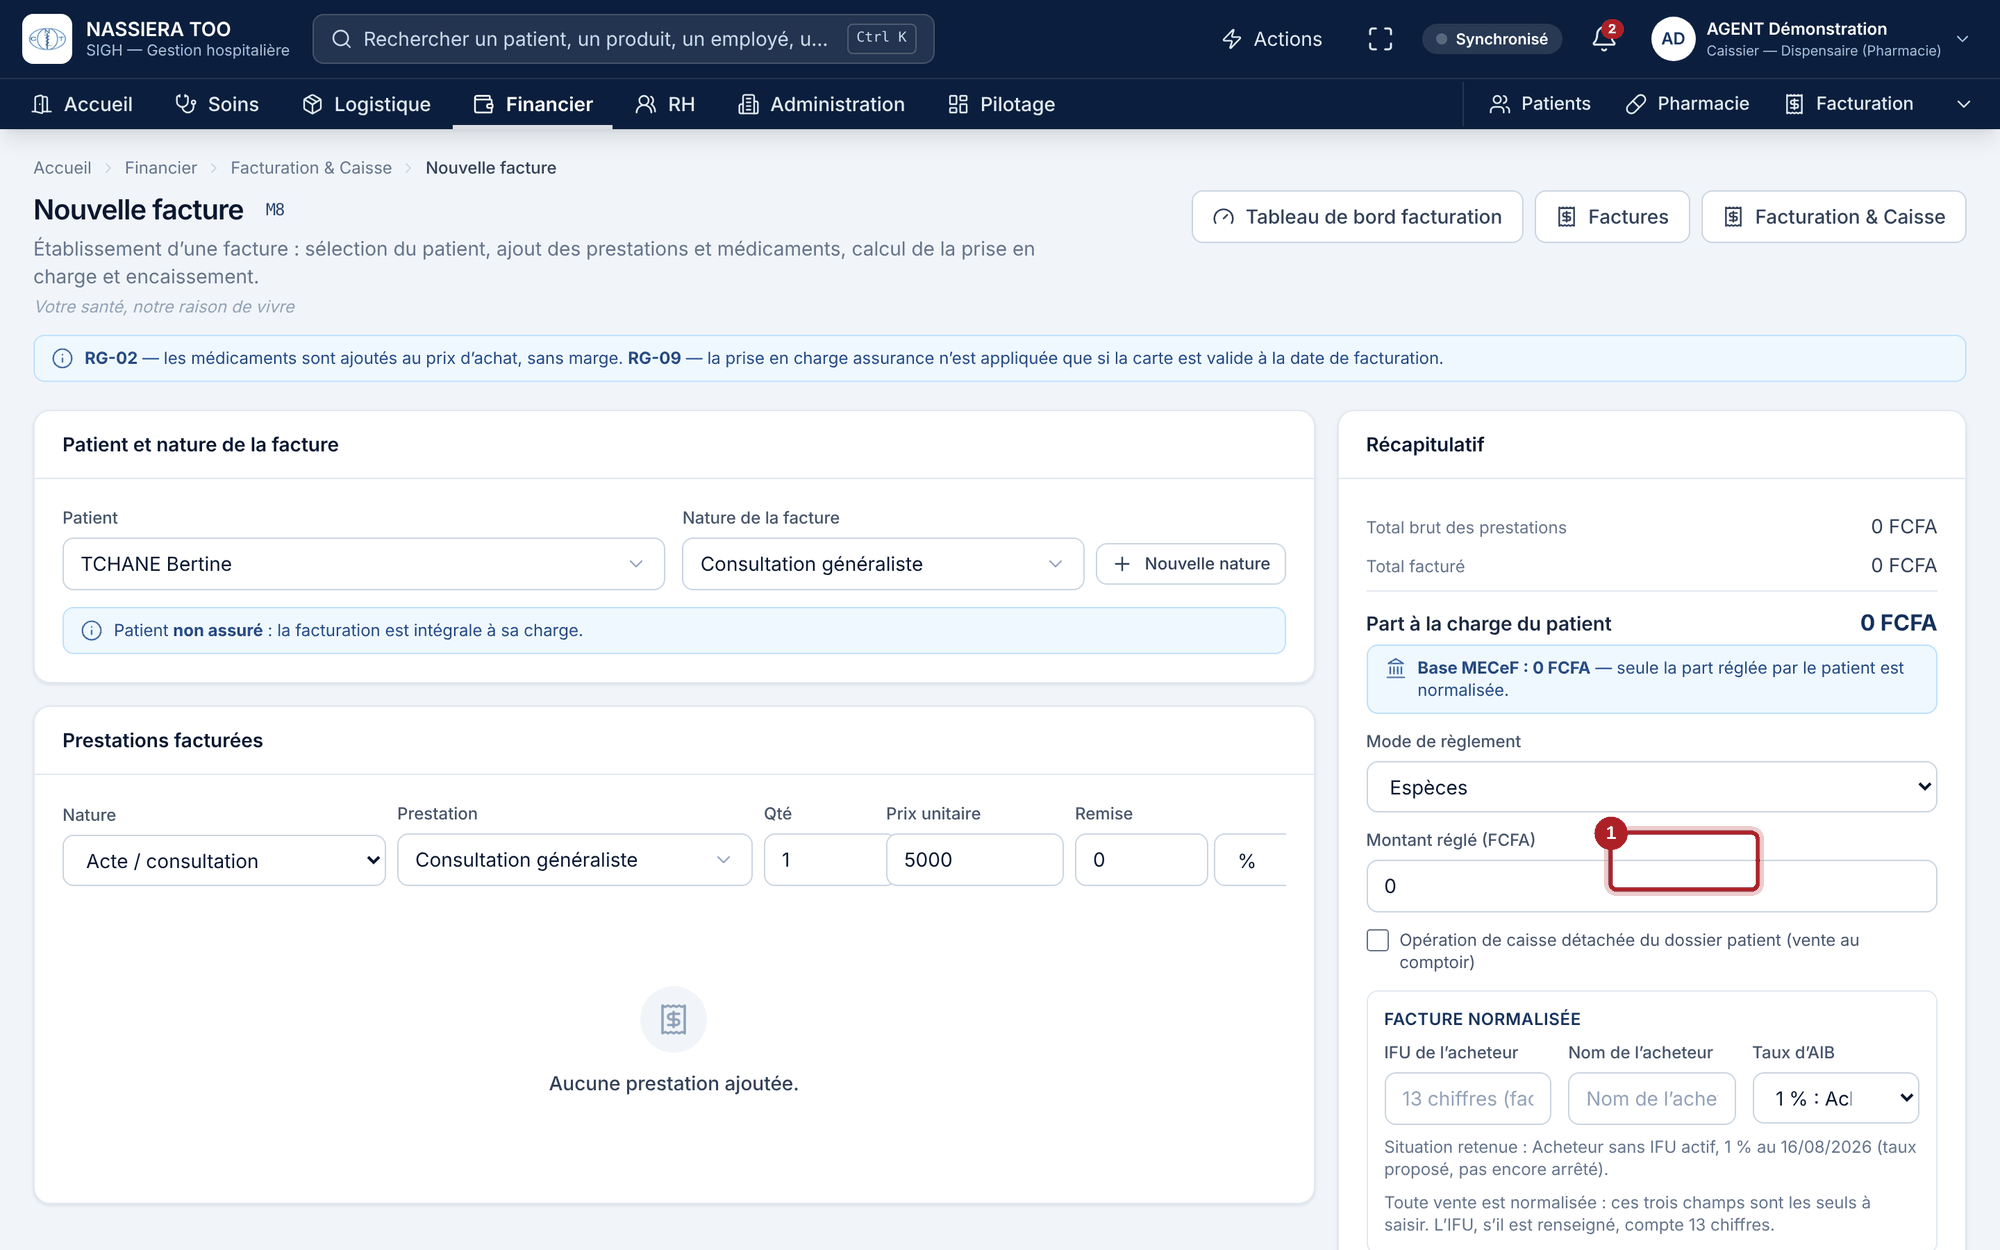 NASSIERA TOO
SIGH — Gestion hospitalière
Rechercher un patient, un produit, un employé, u...
Ctrl K
Actions
Synchronisé
2
AD
AGENT Démonstration
Caissier — Dispensaire (Pharmacie)
Accueil
Soins
Logistique
Financier
RH
Administration
Pilotage
Patients
Pharmacie
Facturation
Accueil > Financier > Facturation & Caisse > Nouvelle facture
Nouvelle facture M8
Établissement d’une facture : sélection du patient, ajout des prestations et médicaments, calcul de la prise en
charge et encaissement.
Votre santé, notre raison de vivre
Tableau de bord facturation
Factures
Facturation & Caisse
RG-02 — les médicaments sont ajoutés au prix d’achat, sans marge. RG-09 — la prise en charge assurance n’est appliquée que si la carte est valide à la date de facturation.
Patient et nature de la facture
Patient
Nature de la facture
TCHANE Bertine
Consultation généraliste
Nouvelle nature
Patient non assuré : la facturation est intégrale à sa charge.
Prestations facturées
Nature
Prestation
Qté
Prix unitaire
Remise
Acte / consultation
Consultation généraliste
1
5000
0
%
Aucune prestation ajoutée.
Récapitulatif
Total brut des prestations 0 FCFA
Total facturé 0 FCFA
Part à la charge du patient 0 FCFA
Base MECeF : 0 FCFA — seule la part réglée par le patient est
normalisée.
Mode de règlement
Espèces
Montant réglé (FCFA)
1
0
Opération de caisse détachée du dossier patient (vente au
comptoir)
FACTURE NORMALISÉE
IFU de l’acheteur
Nom de l’acheteur
Taux d’AIB
13 chiffres (fac
Nom de l’ache
1 % : Ac
Situation retenue : Acheteur sans IFU actif, 1 % au 16/08/2026 (taux
proposé, pas encore arrêté).
Toute vente est normalisée : ces trois champs sont les seuls à
saisir. L’IFU, s’il est renseigné, compte 13 chiffres.